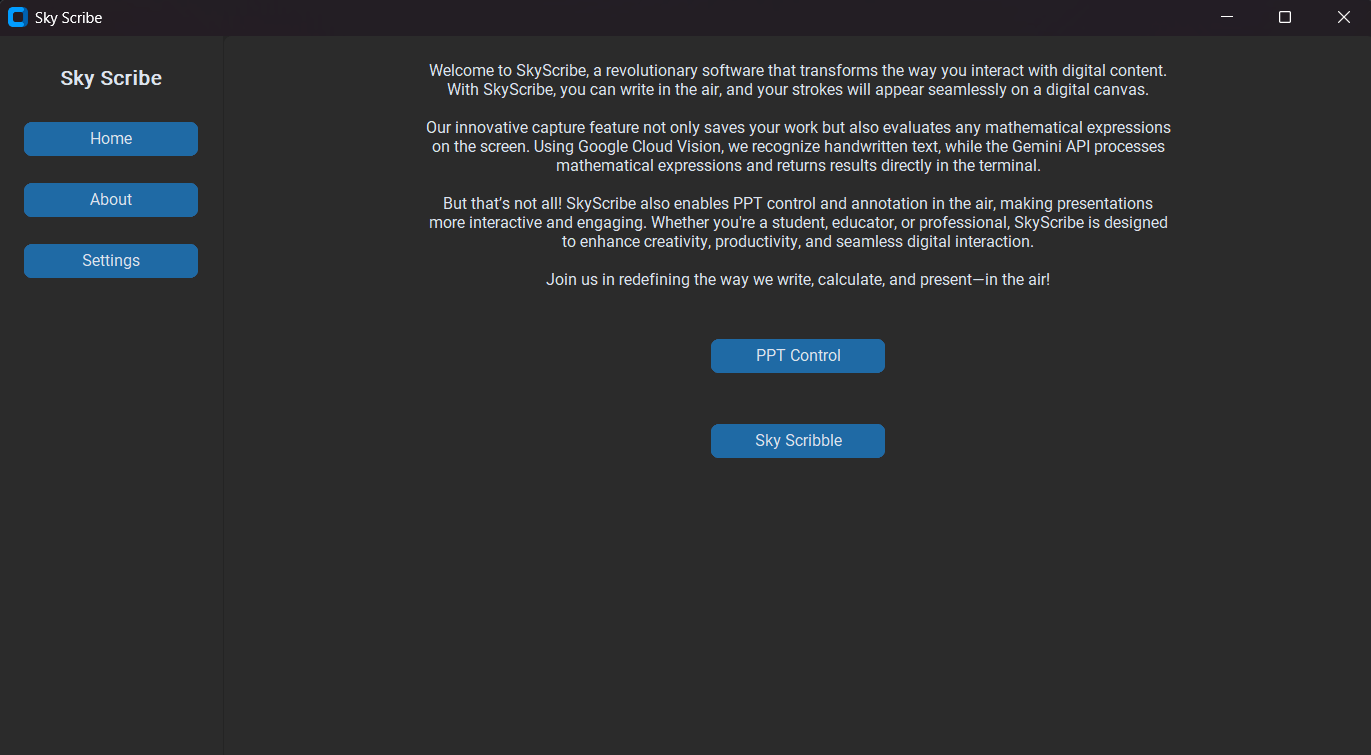 Sky Scribe
Sky Scribe
Home
About
Settings
Welcome to SkyScribe, a revolutionary software that transforms the way you interact with digital content.
With SkyScribe, you can write in the air, and your strokes will appear seamlessly on a digital canvas.
Our innovative capture feature not only saves your work but also evaluates any mathematical expressions
on the screen. Using Google Cloud Vision, we recognize handwritten text, while the Gemini API processes
mathematical expressions and returns results directly in the terminal.
But that’s not all! SkyScribe also enables PPT control and annotation in the air, making presentations
more interactive and engaging. Whether you're a student, educator, or professional, SkyScribe is designed
to enhance creativity, productivity, and seamless digital interaction.
Join us in redefining the way we write, calculate, and present—in the air!
PPT Control
Sky Scribble